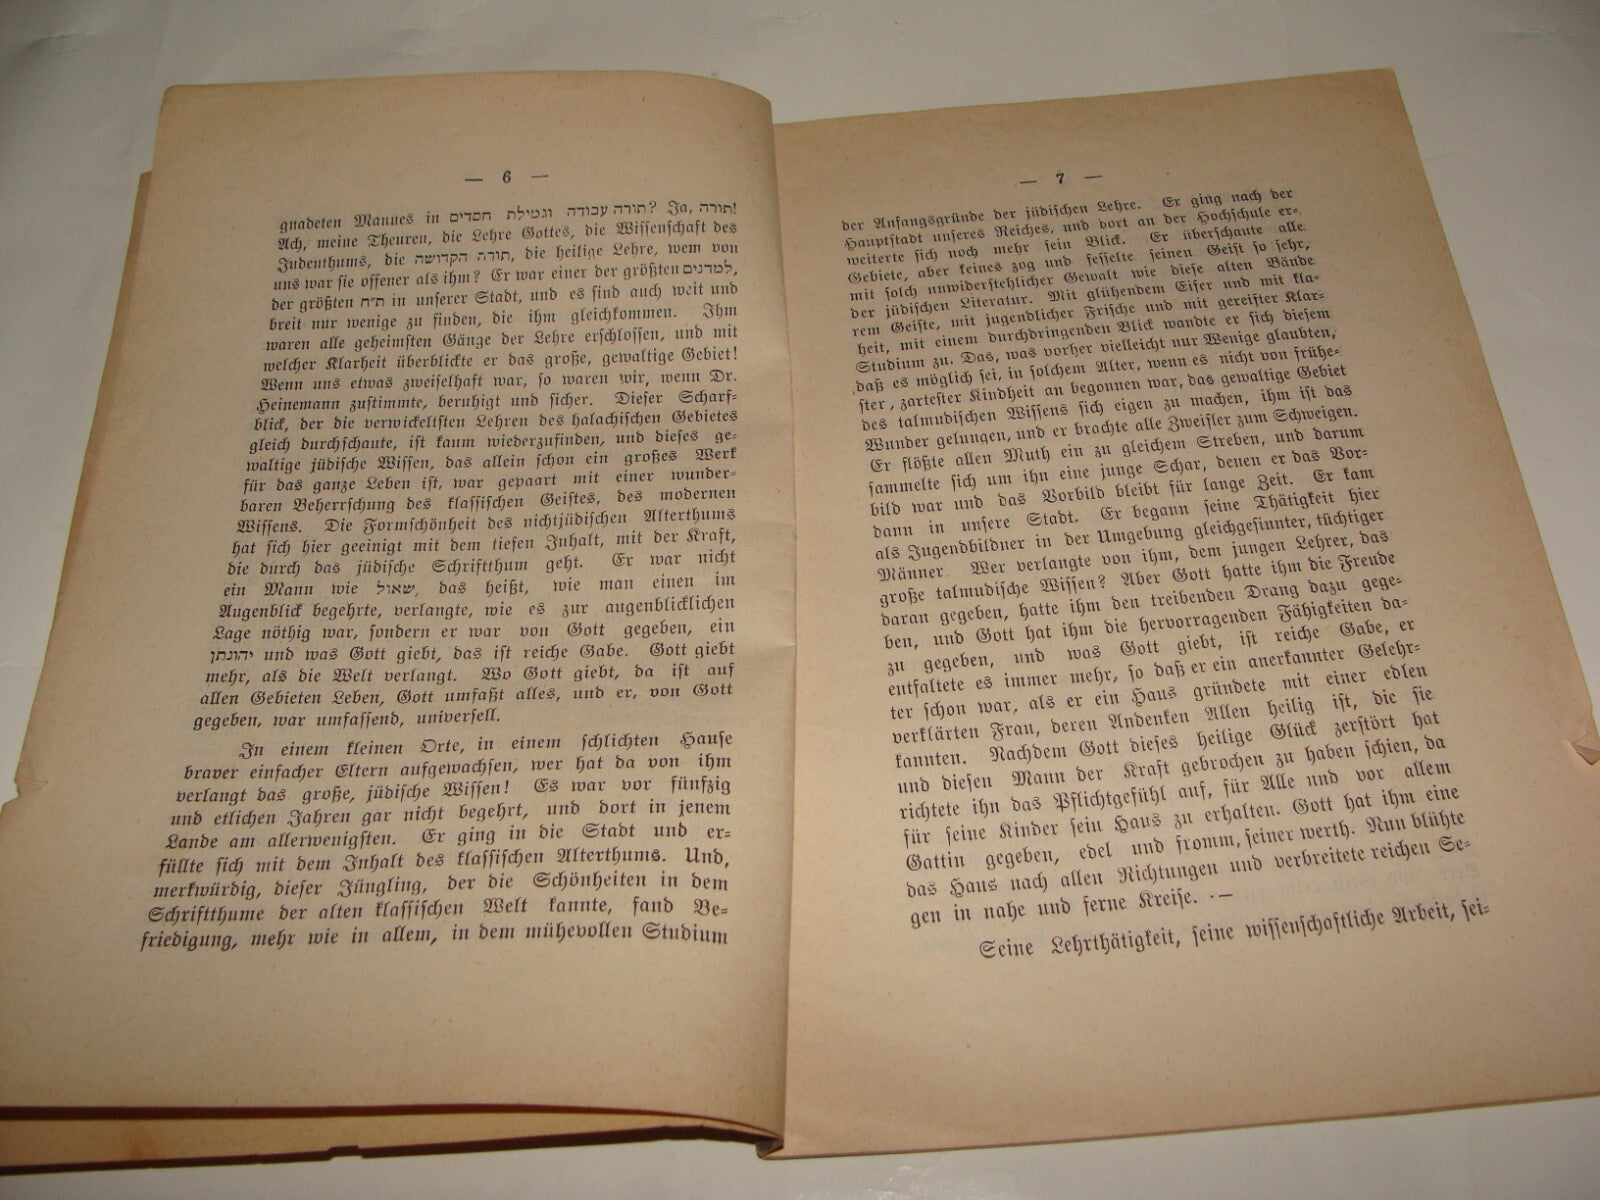 — 6 —
gnadeten Mannes in תורה עבודה וגמילת חסדים? Ja, תורה!
Ach, meine Theuren, die Lehre Gottes, die Wissenschaft des
Judenthums, die תורה הקדושה, die heilige Lehre, wem von
uns war sie offener als ihm? Er war einer der größten למדנים,
der größten ת״ח in unserer Stadt, und es sind auch weit und
breit nur wenige zu finden, die ihm gleichkommen. Ihm
waren alle geheimsten Gänge der Lehre erschlossen, und mit
welcher Klarheit überblickte er das große, gewaltige Gebiet!
Wenn uns etwas zweifelhaft war, so waren wir, wenn Dr.
Heinemann zustimmte, beruhigt und sicher. Dieser Scharf-
blick, der die verwickeltsten Lehren des halachischen Gebietes
gleich durchschaute, ist kaum wiederzufinden, und dieses ge-
waltige jüdische Wissen, das allein schon ein großes Werk
für das ganze Leben ist, war gepaart mit einer wunder-
baren Beherrschung des klassischen Geistes, des modernen
Wissens. Die Formschönheit des nichtjüdischen Alterthums
hat sich hier geeinigt mit dem tiefen Inhalt, mit der Kraft,
die durch das jüdische Schriftthum geht. Er war nicht
ein Mann wie שאול, das heißt, wie man einen im
Augenblick begehrte, verlangte, wie es zur augenblicklichen
Lage nöthig war, sondern er war von Gott gegeben, ein
יהונתן und was Gott giebt, das ist reiche Gabe. Gott giebt
mehr, als die Welt verlangt. Wo Gott giebt, da ist auf
allen Gebieten Leben, Gott umfaßt alles, und er, von Gott
gegeben, war umfassend, universell.
In einem kleinen Orte, in einem schlichten Hause
braver einfacher Eltern aufgewachsen, wer hat da von ihm
verlangt das große, jüdische Wissen! Es war vor fünfzig
und etlichen Jahren gar nicht begehrt, und dort in jenem
Lande am allerwenigsten. Er ging in die Stadt und er-
füllte sich mit dem Inhalt des klassischen Alterthums. Und,
merkwürdig, dieser Jüngling, der die Schönheiten in dem
Schriftthume der alten klassischen Welt kannte, fand Be-
friedigung, mehr wie in allem, in dem mühevollen Studium
— 7 —
der Anfangsgründe der jüdischen Lehre. Er ging nach der
Hauptstadt unseres Reiches, und dort an der Hochschule er-
weiterte sich noch mehr sein Blick. Er überschaute alle
Gebiete, aber keines zog und fesselte seinen Geist so sehr,
mit solch unwiderstehlicher Gewalt wie diese alten Bände
der jüdischen Literatur. Mit glühendem Eifer und mit kla-
rem Geiste, mit jugendlicher Frische und mit gereifter Klar-
heit, mit einem durchdringenden Blick wandte er sich diesem
Studium zu. Das, was vorher vielleicht nur Wenige glaubten,
daß es möglich sei, in solchem Alter, wenn es nicht von frühe-
ster, zartester Kindheit an begonnen war, das gewaltige Gebiet
des talmudischen Wissens sich eigen zu machen, ihm ist das
Wunder gelungen, und er brachte alle Zweifler zum Schweigen.
Er flößte allen Muth ein zu gleichem Streben, und darum
sammelte sich um ihn eine junge Schar, denen er das Vor-
bild war und das Vorbild bleibt für lange Zeit. Er kam
dann in unsere Stadt. Er begann seine Thätigkeit hier
als Jugendbildner in der Umgebung gleichgesinnter, tüchtiger
Männer. Wer verlangte von ihm, dem jungen Lehrer, das
große talmudische Wissen? Aber Gott hatte ihm die Freude
daran gegeben, hatte ihm den treibenden Drang dazu gege-
ben, und Gott hat ihm die hervorragenden Fähigkeiten da-
zu gegeben, und was Gott giebt, ist reiche Gabe, er
entfaltete es immer mehr, so daß er ein anerkannter Gelehr-
ter schon war, als er ein Haus gründete mit einer edlen
verklärten Frau, deren Andenken Allen heilig ist, die sie
kannten. Nachdem Gott dieses heilige Glück zerstört hat
und diesen Mann der Kraft gebrochen zu haben schien, da
richtete ihn das Pflichtgefühl auf, für Alle und vor allem
für seine Kinder sein Haus zu erhalten. Gott hat ihm eine
Gattin gegeben, edel und fromm, seiner werth. Nun blühte
das Haus nach allen Richtungen und verbreitete reichen Se-
gen in nahe und ferne Kreise. —
Seine Lehrthätigkeit, seine wissenschaftliche Arbeit, sei-